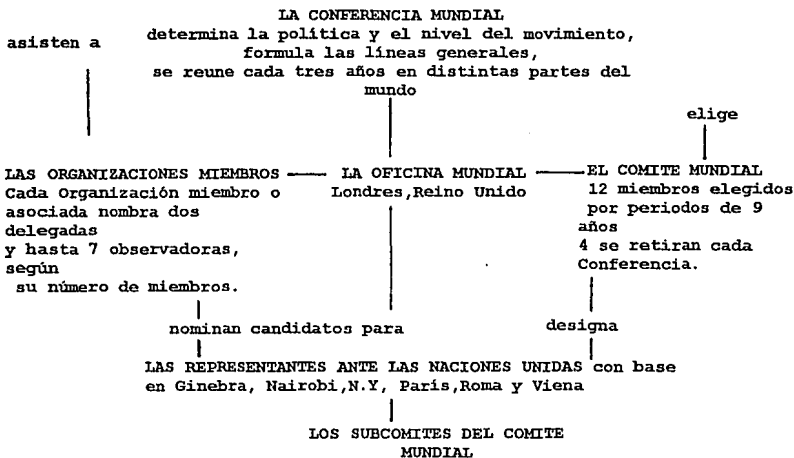 LA CONFERENCIA MUNDIAL
asisten a
determina la política y el nivel del movimiento,
formula las líneas generales,
se reune cada tres años en distintas partes del
mundo
elige
LAS ORGANIZACIONES MIEMBROS
Cada Organización miembro o
asociada nombra dos
delegadas
y hasta 7 observadoras,
según
su número de miembros.
LA OFICINA MUNDIAL
Londres,Reino Unido
EL COMITE MUNDIAL
12 miembros elegidos
por periodos de 9
años
4 se retiran cada
Conferencia.
nominan candidatos para
designa
LAS REPRESENTANTES ANTE LAS NACIONES UNIDAS con base
en Ginebra, Nairobi,N.Y, París,Roma y Viena
LOS SUBCOMITES DEL COMITE
MUNDIAL